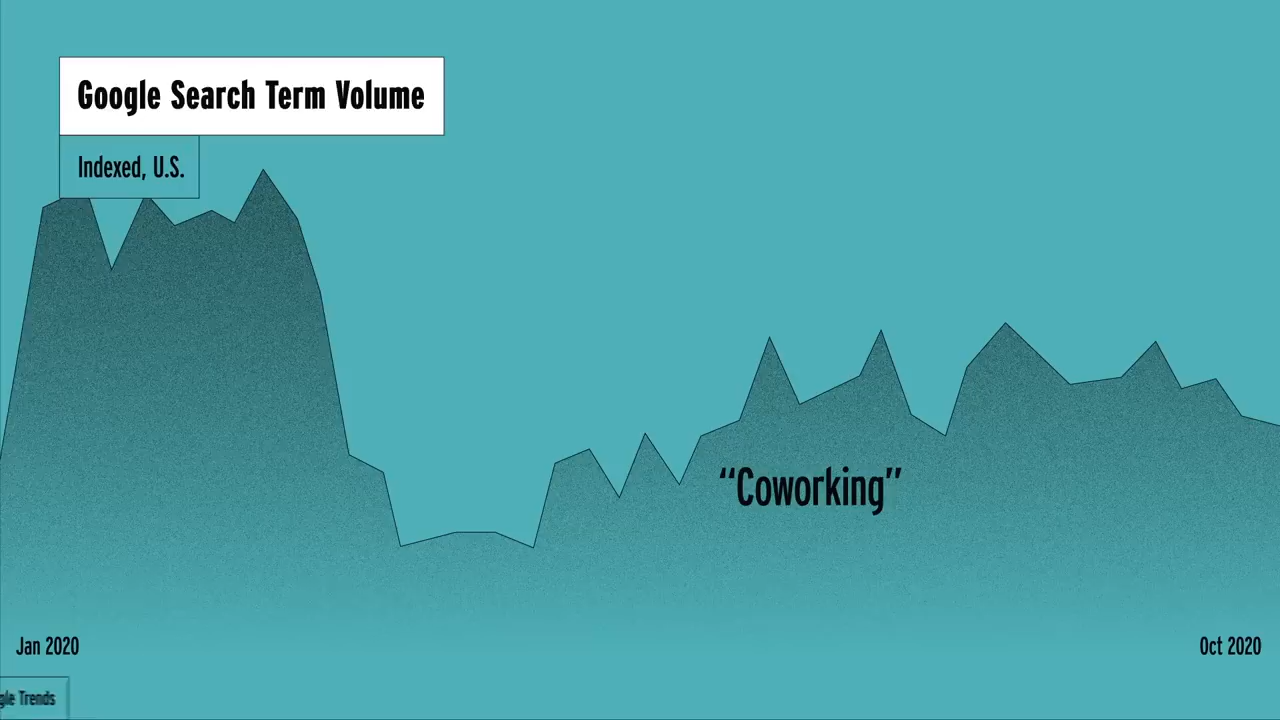 Google Search Term Volume
Indexed, U.S.
“Coworking”
Jan 2020
Oct 2020
gle Trends